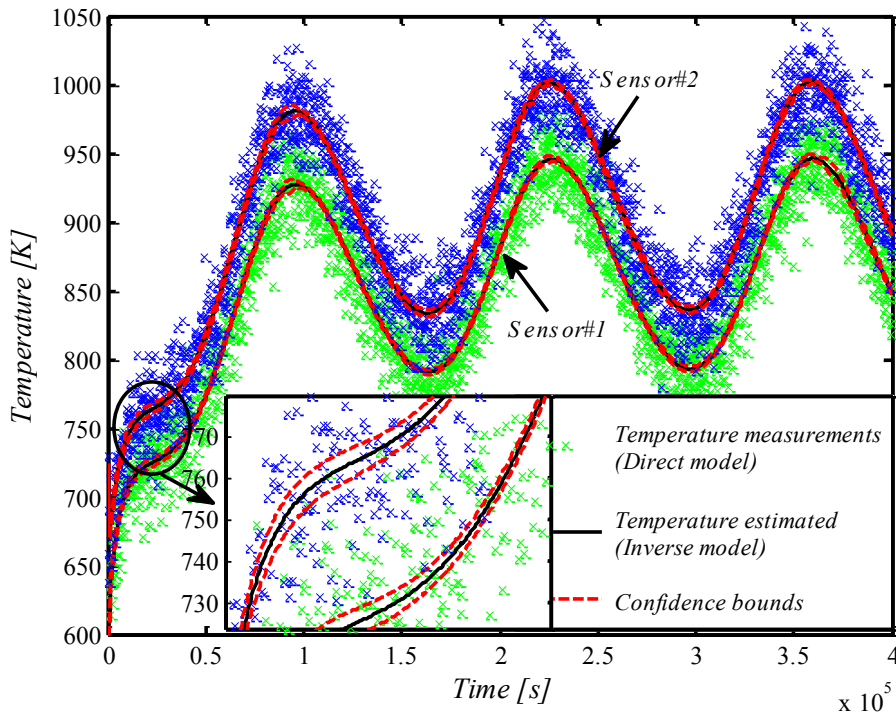 1050
1000
950
900
850
800
750
700
650
600
Temperature [K]
Sensor#2
Sensor#1
770
760
750
740
730
Temperature measurements
(Direct model)
Temperature estimated
(Inverse model)
Confidence bounds
0 0.5 1 1.5 2 2.5 3 3.5 4
Time [s]
x 10^5